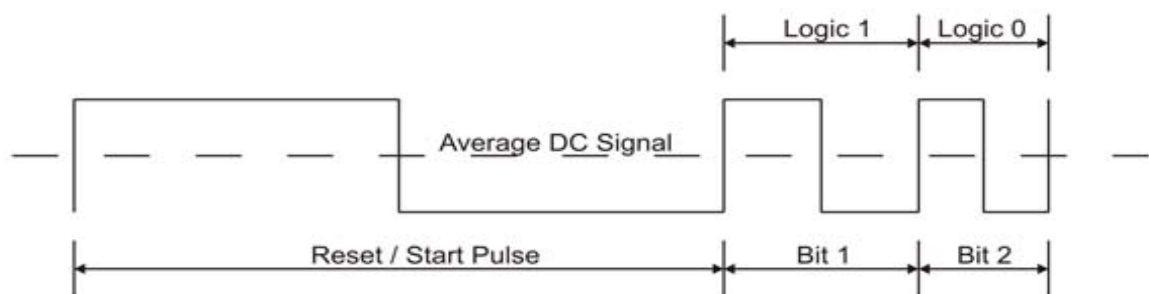 Logic 1
Logic 0
Average DC Signal
Reset / Start Pulse
Bit 1
Bit 2